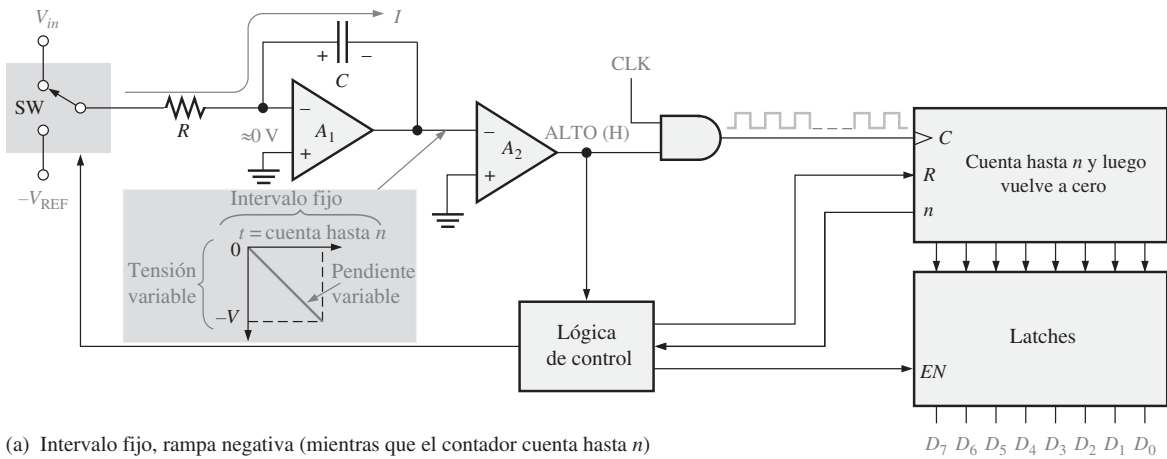 V_in
I
SW
R
+ −
C
−
+
A_1
≈0 V
−V_REF
−
+
A_2
ALTO (H)
CLK
C
R
n
Cuenta hasta n y luego
vuelve a cero
Intervalo fijo
t = cuenta hasta n
0
Tensión
variable
Pendiente
variable
−V
Lógica
de control
Latches
EN
D_7 D_6 D_5 D_4 D_3 D_2 D_1 D_0
(a) Intervalo fijo, rampa negativa (mientras que el contador cuenta hasta n)